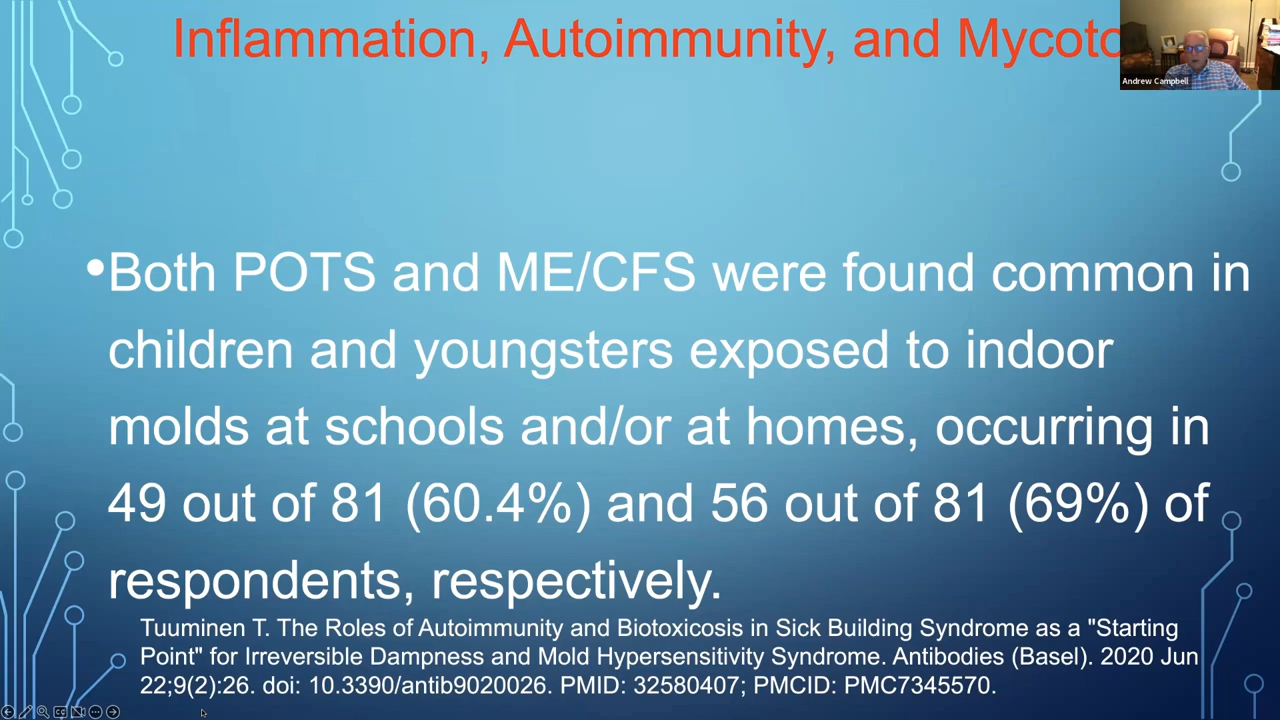 Inflammation, Autoimmunity, and
Andrew Campbell
•Both POTS and ME/CFS were found common in
children and youngsters exposed to indoor
molds at schools and/or at homes, occurring in
49 out of 81 (60.4%) and 56 out of 81 (69%) of
respondents, respectively.
Tuuminen T. The Roles of Autoimmunity and Biotoxicosis in Sick Building Syndrome as a "Starting
Point" for Irreversible Dampness and Mold Hypersensitivity Syndrome. Antibodies (Basel). 2020 Jun
22;9(2):26. doi: 10.3390/antib9020026. PMID: 32580407; PMCID: PMC7345570.